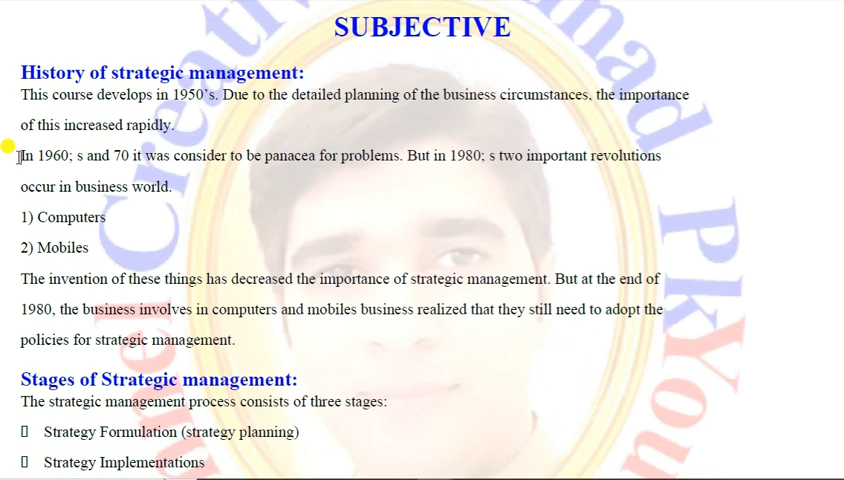 SUBJECTIVE
History of strategic management:
This course develops in 1950's. Due to the detailed planning of the business circumstances, the importance
of this increased rapidly.
In 1960; s and 70 it was consider to be panacea for problems. But in 1980; s two important revolutions
occur in business world.
1) Computers
2) Mobiles
The invention of these things has decreased the importance of strategic management. But at the end of
1980, the business involves in computers and mobiles business realized that they still need to adopt the
policies for strategic management.
Stages of Strategic management:
The strategic management process consists of three stages:
Strategy Formulation (strategy planning)
Strategy Implementations